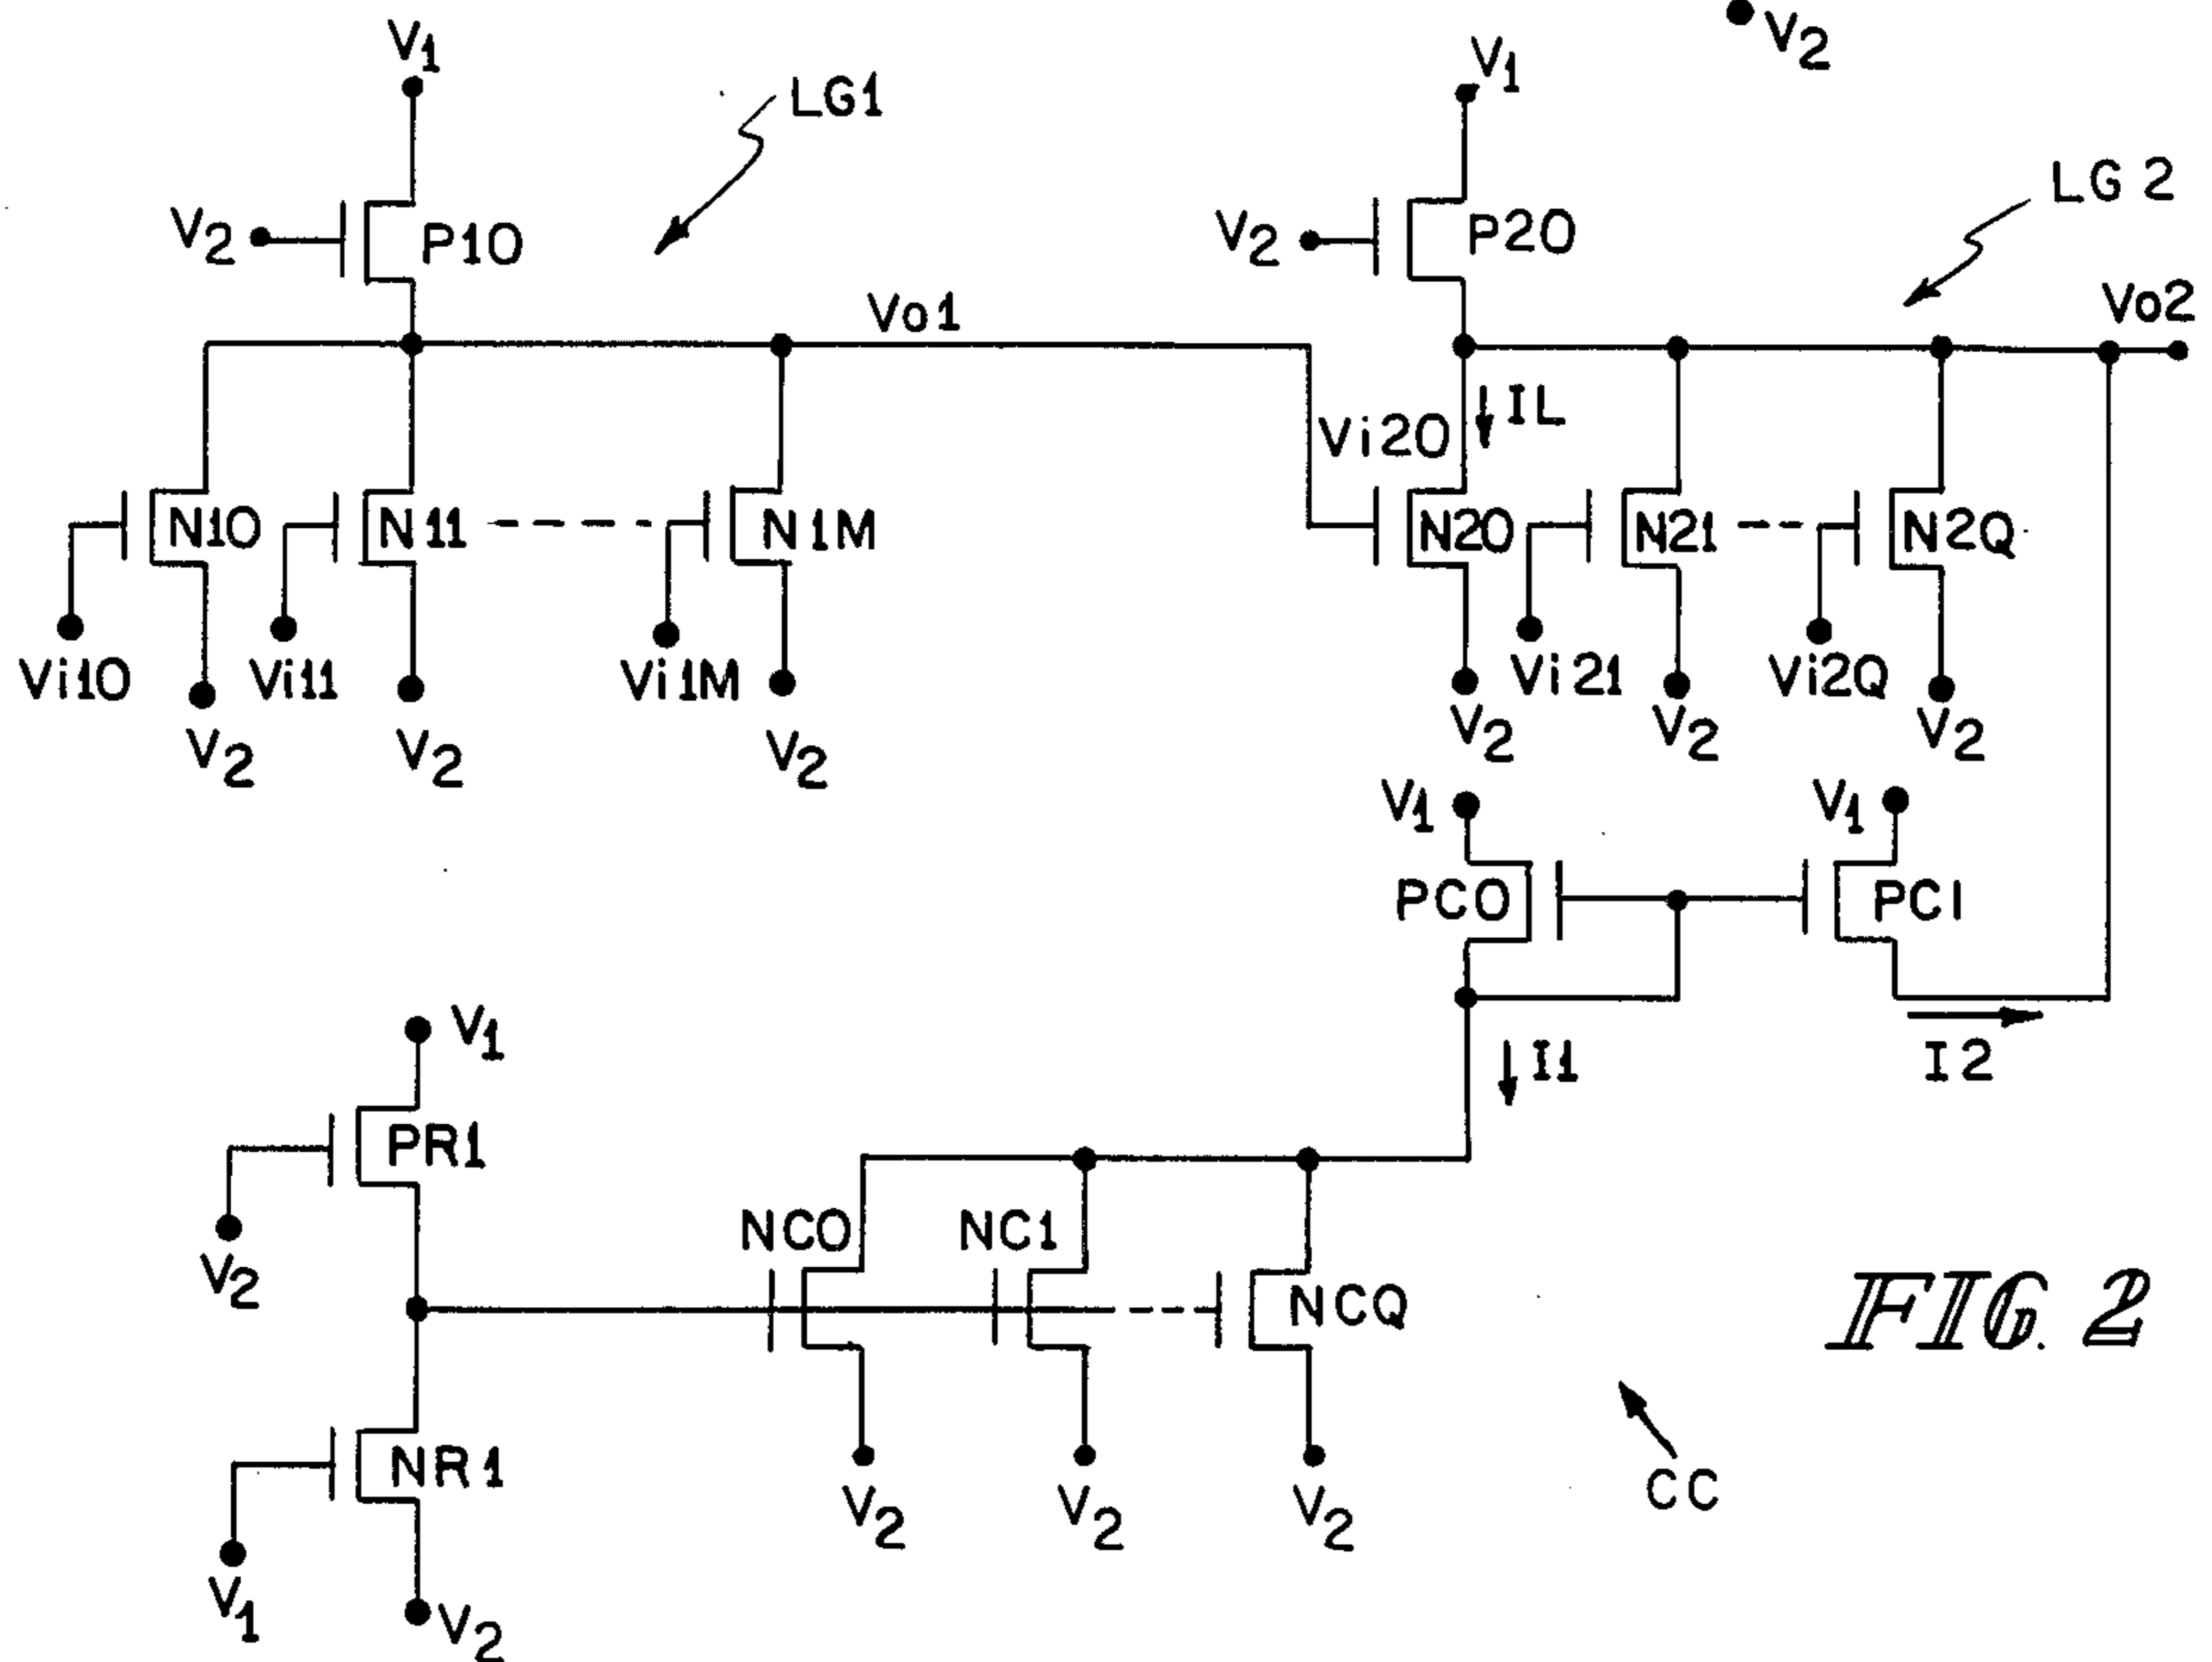 V2
V1
LG1
V1
LG 2
V2
P10
V2
P20
Vo1
Vo2
IL
Vi20
N10
N11
N1M
N20
N21
N2Q
Vi10
Vi11
Vi1M
Vi21
Vi2Q
V2
V2
V2
V2
V2
V2
V1
V1
PC0
PC1
V1
I1
I2
PR1
NC0
NC1
V2
NCQ
FIG. 2
NR1
CC
V2
V2
V2
V1
V2